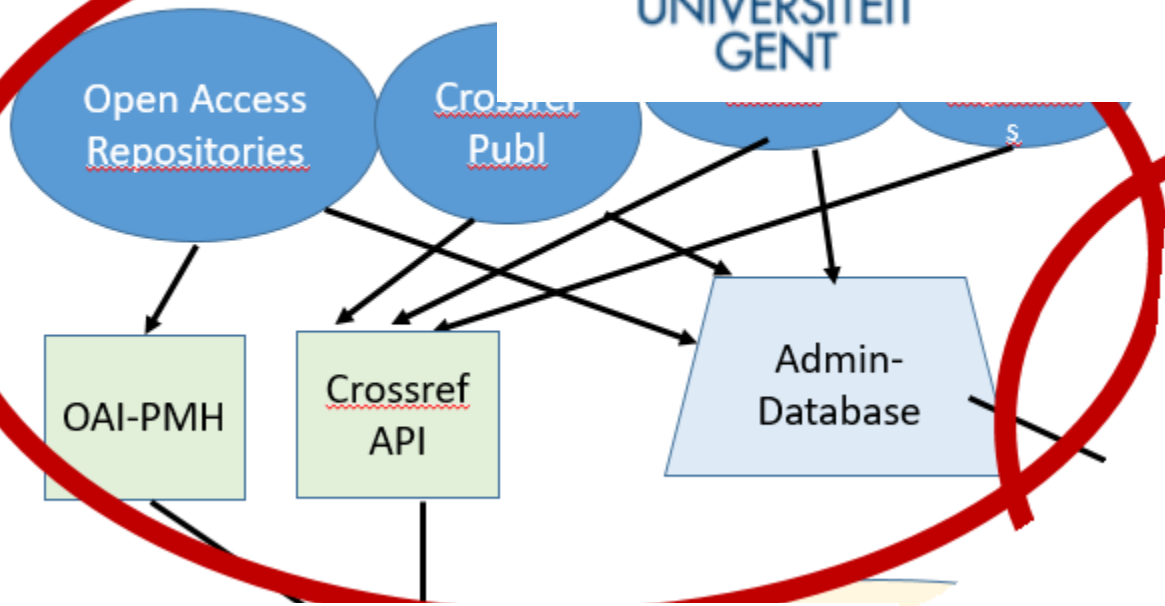 UNIVERSITEIT
GENT
Open Access
Repositories
Crossref
Publ
s
Admin-
Database
OAI-PMH
Crossref
API